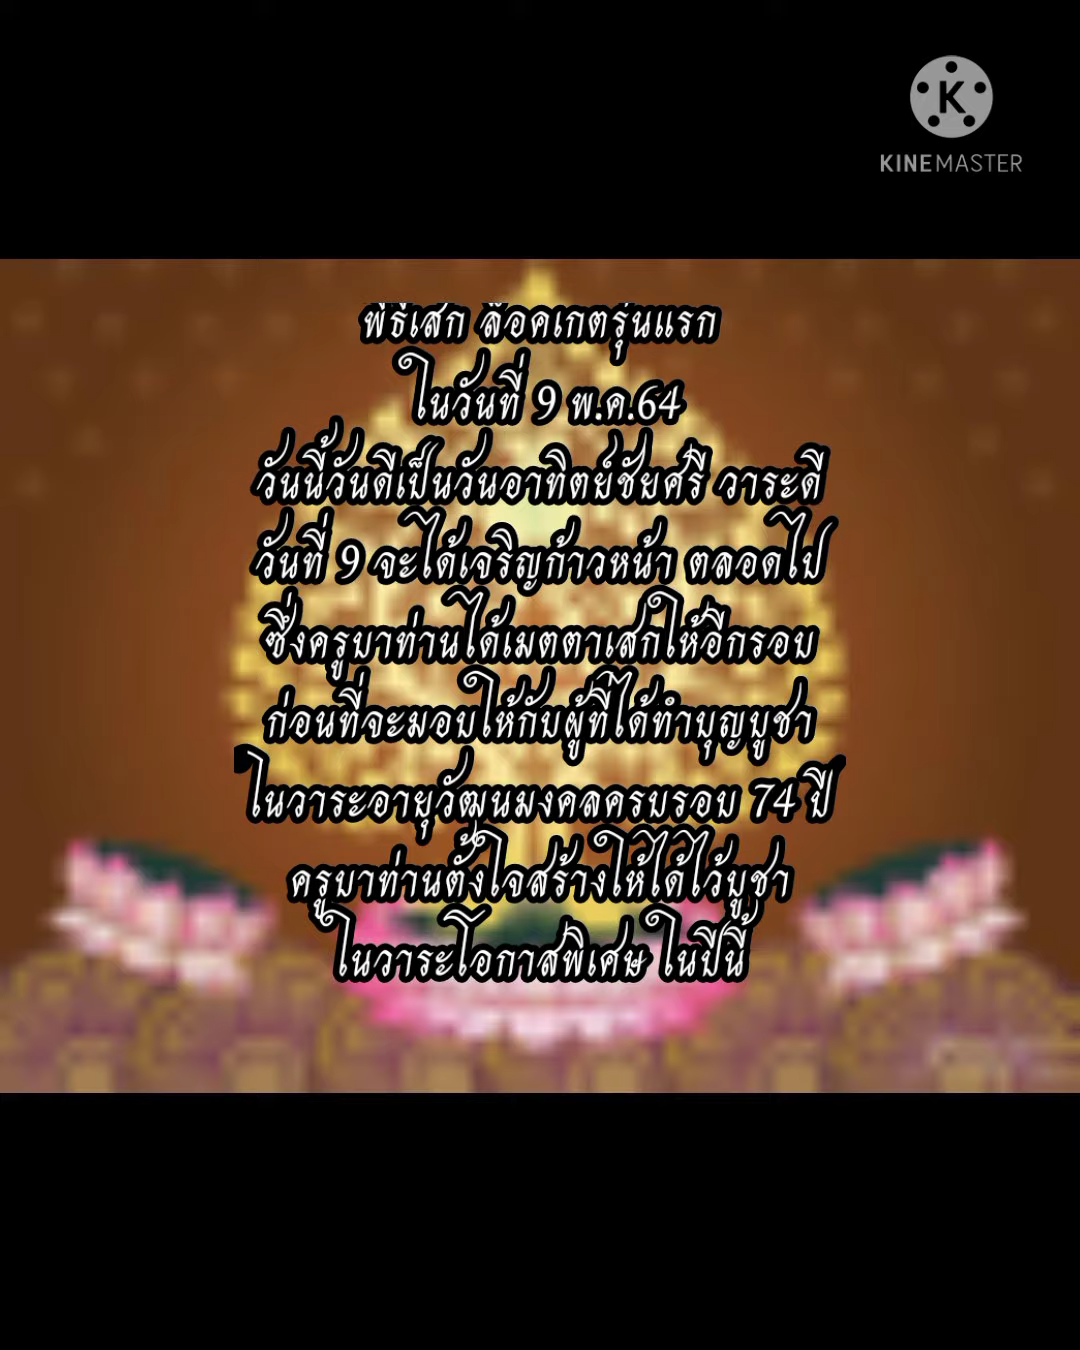 KINEMASTER
พิธีเสก ล๊อคเกตรุ่นแรก
ในวันที่ 9 พ.ค.64
วันนี้วันดีเป็นวันอาทิตย์ชัยศรี วาระดี
วันที่ 9 จะได้เจริญก้าวหน้า ตลอดไป
ซึ่งครูบาท่านได้เมตตาเสกให้อีกรอบ
ก่อนที่จะมอบให้กับผู้ที่ได้ทำบุญบูชา
ในวาระอายุวัฒนมงคลครบรอบ 74 ปี
ครูบาท่านตั้งใจสร้างให้ได้ไว้บูชา
ในวาระโอกาสพิเศษ ในปีนี้